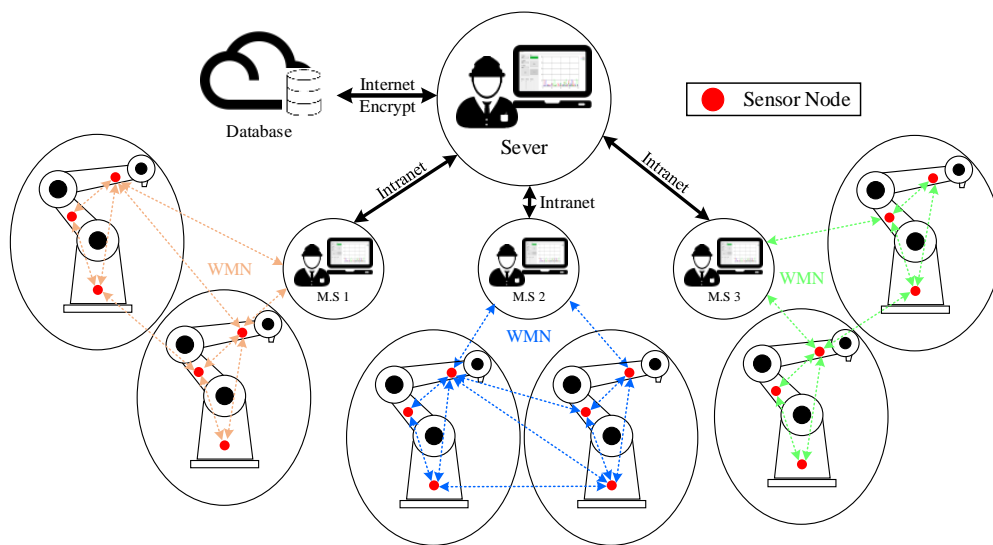 Internet
Encrypt
Database
Sever
Sensor Node
Intranet
Intranet
Intranet
WMN
M.S 1
M.S 2
M.S 3
WMN
WMN